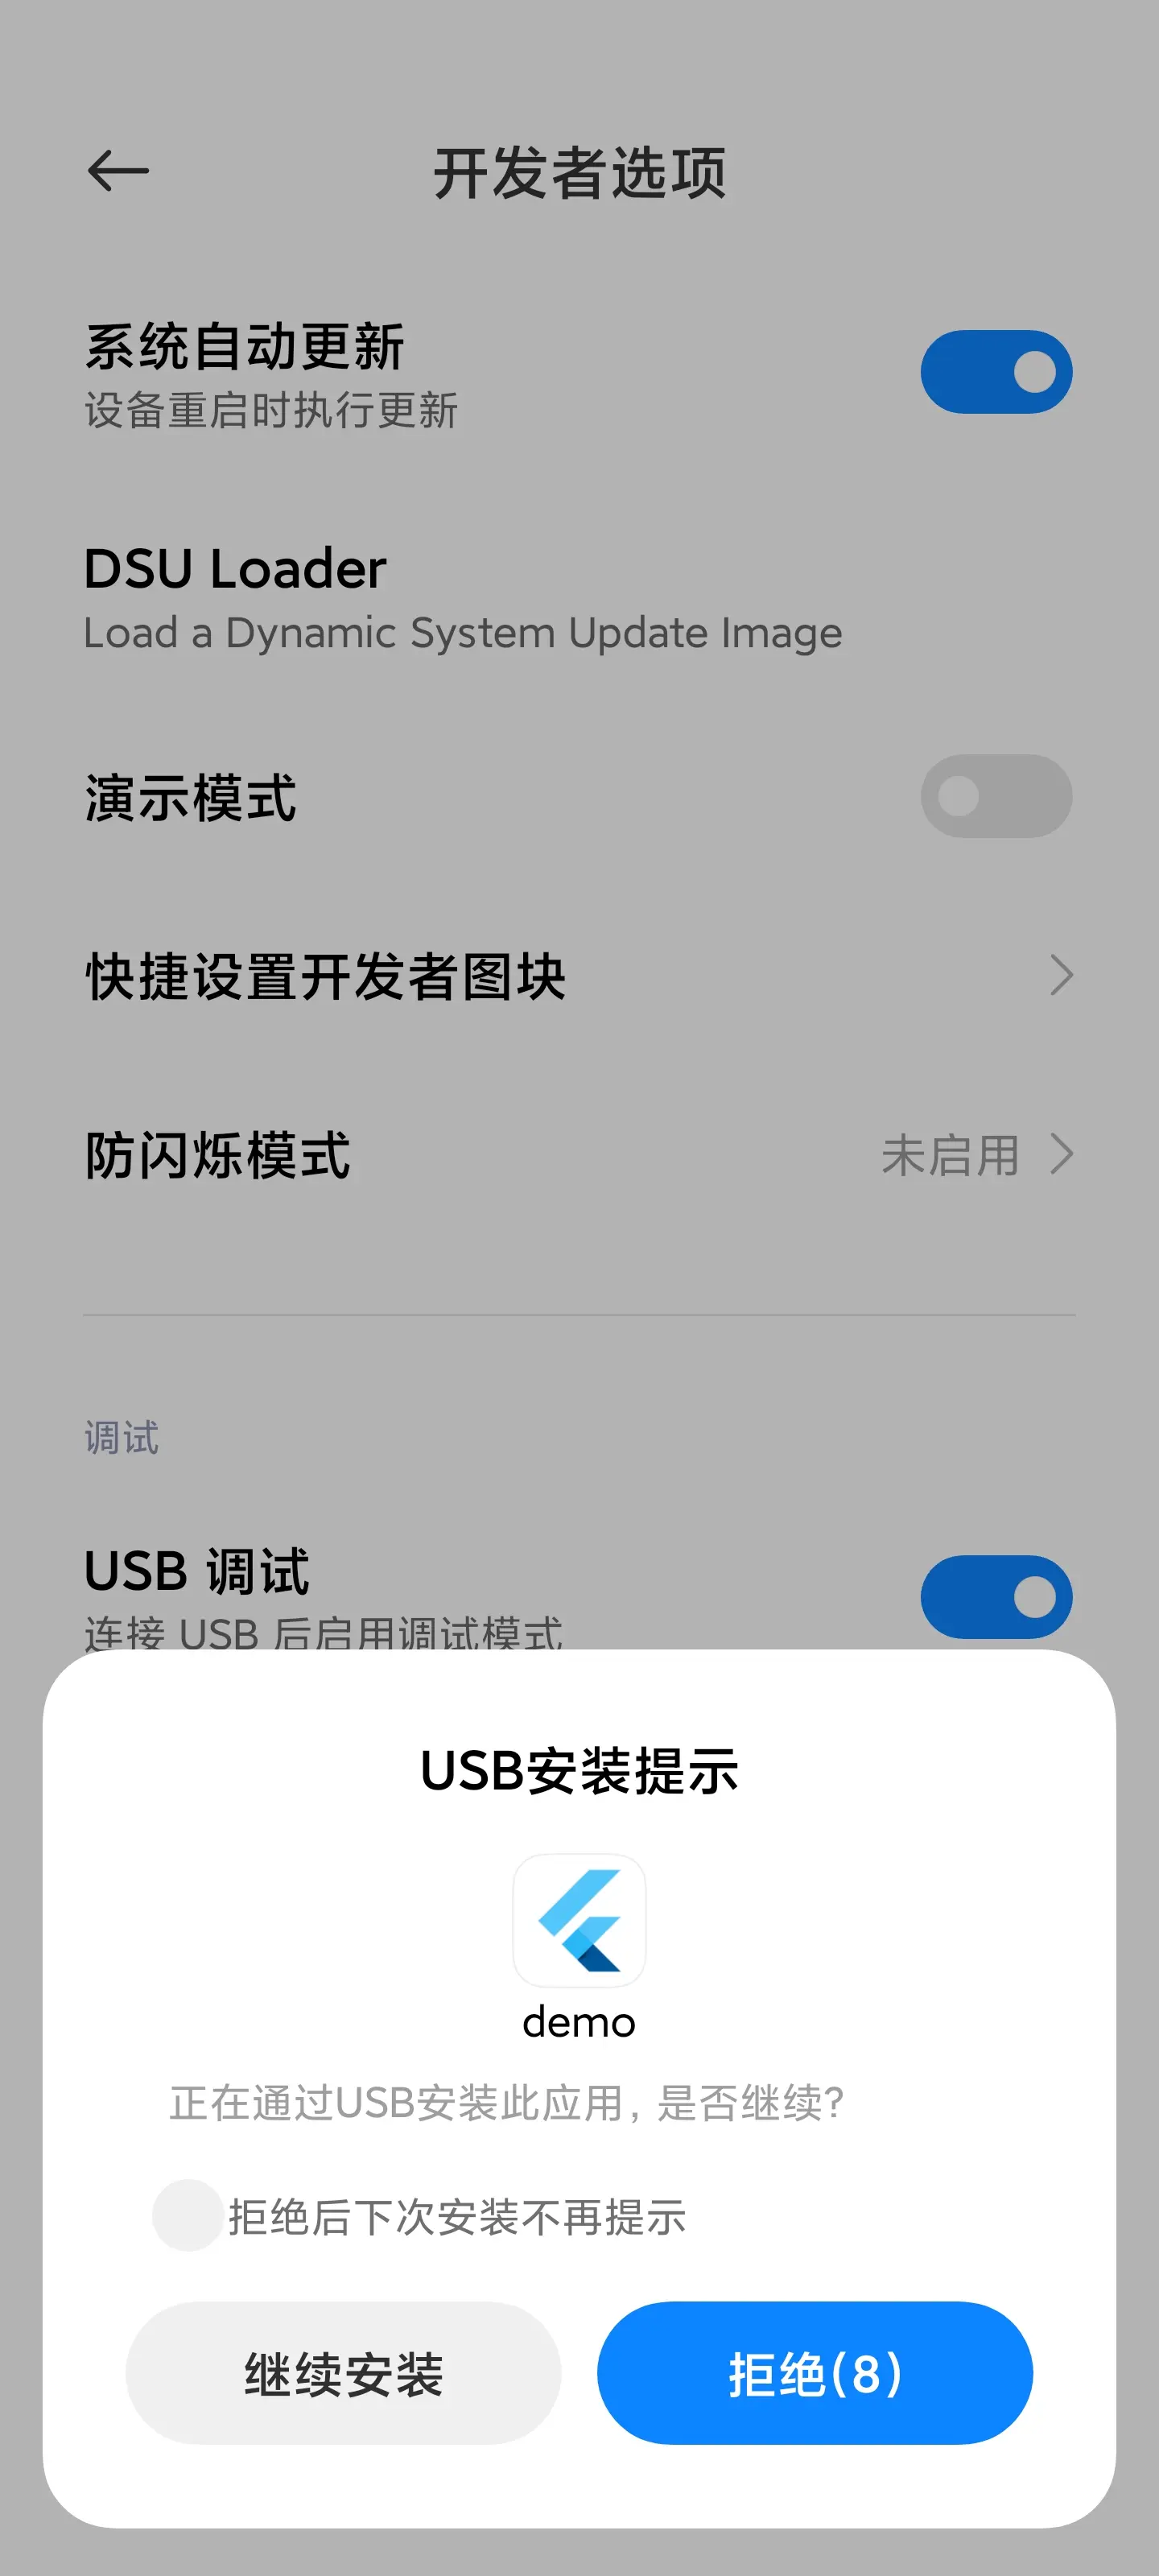 开发者选项
系统自动更新
设备重启时执行更新
DSU Loader
Load a Dynamic System Update Image
演示模式
快捷设置开发者图块
防闪烁模式
未启用
调试
USB 调试
连接 USB 后启用调试模式
USB安装提示
demo
正在通过USB安装此应用，是否继续?
拒绝后下次安装不再提示
继续安装
拒绝(8)